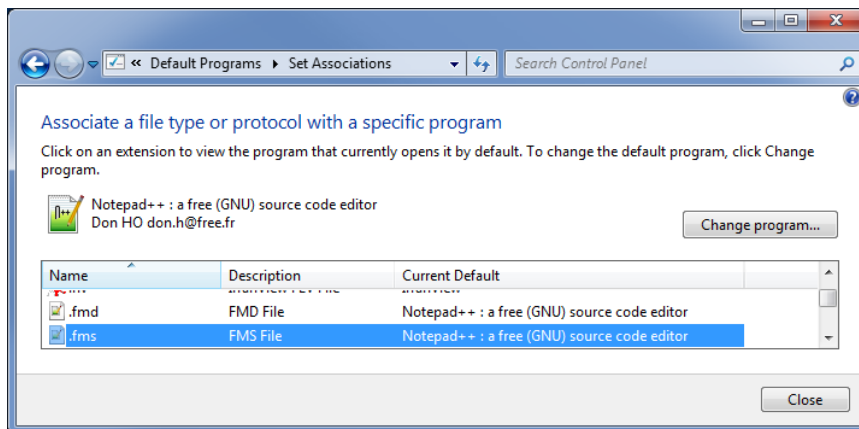 « Default Programs Set Associations
Search Control Panel
Associate a file type or protocol with a specific program
Click on an extension to view the program that currently opens it by default. To change the default program, click Change
program.
Notepad++ : a free (GNU) source code editor
Don HO don.h@free.fr
Change program...
Name Description Current Default
.fmd FMD File Notepad++ : a free (GNU) source code editor
.fms FMS File Notepad++ : a free (GNU) source code editor
Close